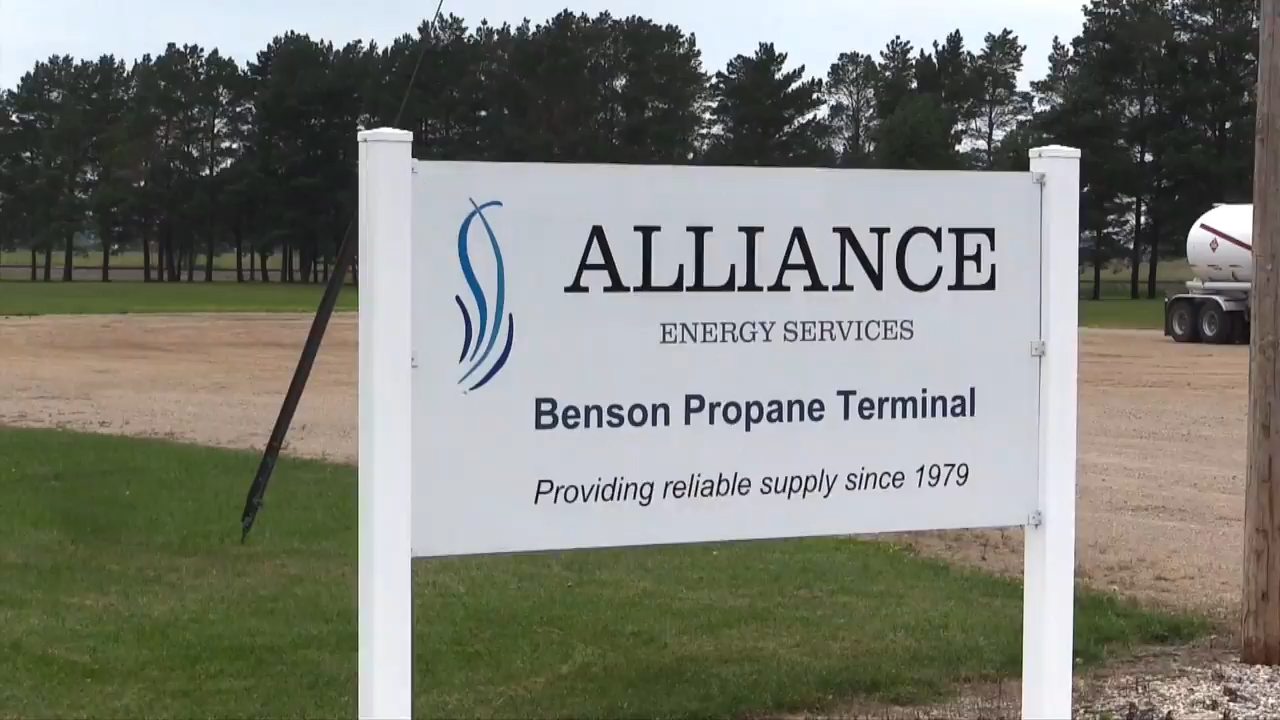 ALLIANCE
ENERGY SERVICES
Benson Propane Terminal
Providing reliable supply since 1979